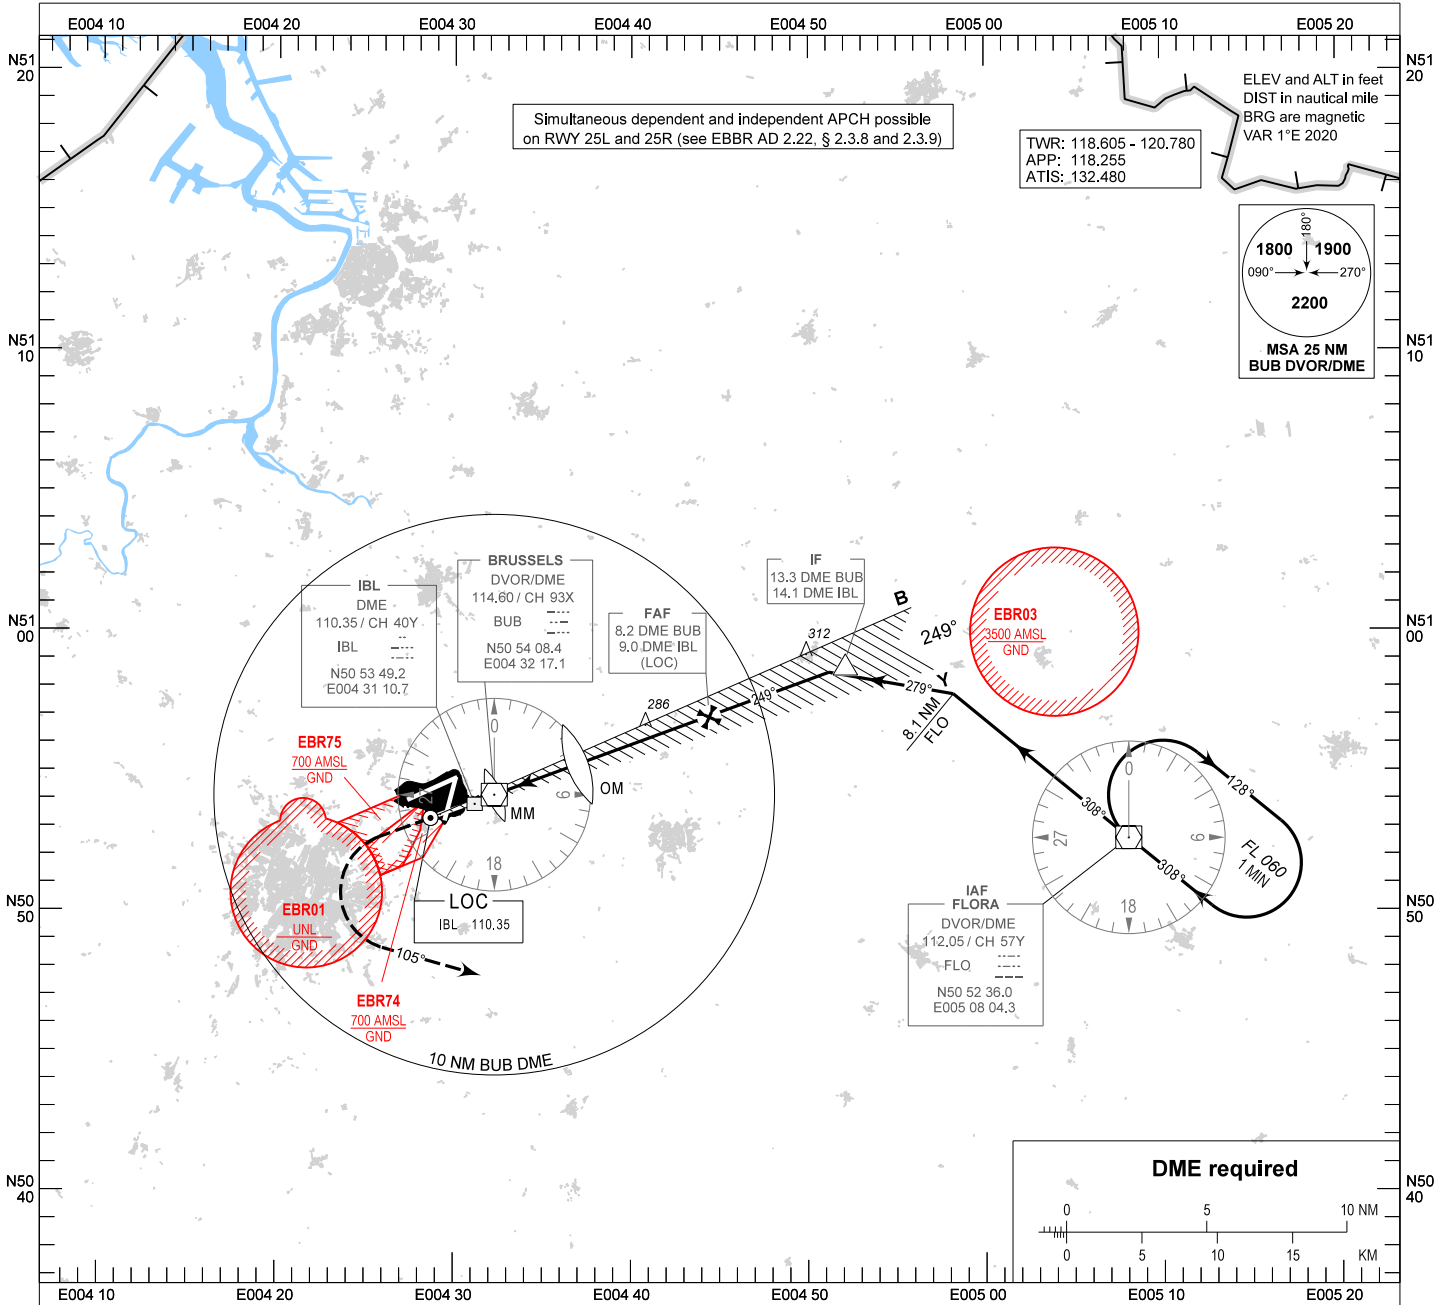 E004 10 E004 20 E004 30 E004 40 E004 50 E005 00 E005 10 E005 20
N51
20
N51
20
ELEV and ALT in feet
DIST in nautical mile
BRG are magnetic
VAR 1°E 2020
Simultaneous dependent and independent APCH possible
on RWY 25L and 25R (see EBBR AD 2.22, § 2.3.8 and 2.3.9)
TWR: 118.605 - 120.780
APP: 118.255
ATIS: 132.480
180°
1800 1900
090° 270°
2200
MSA 25 NM
BUB DVOR/DME
N51
10
N51
10
BRUSSELS
DVOR/DME
114.60 / CH 93X
BUB
N50 54 08.4
E004 32 17.1
IBL
DME
110.35 / CH 40Y
IBL
N50 53 49.2
E004 31 10.7
IF
13.3 DME BUB
14.1 DME IBL
FAF
8.2 DME BUB
9.0 DME IBL
(LOC)
B
249°
312
EBR03
3500 AMSL
GND
N51
00
N51
00
286
249°
279°
Y
8.1 NM
FLO
EBR75
700 AMSL
GND
0
9
18
27
OM
MM
308°
128°
308°
FL 060
1 MIN
0
9
18
27
IAF
FLORA
DVOR/DME
112.05 / CH 57Y
FLO
N50 52 36.0
E005 08 04.3
LOC
IBL 110.35
EBR01
UNL
GND
N50
50
N50
50
105°
EBR74
700 AMSL
GND
10 NM BUB DME
DME required
N50
40
N50
40
0 5 10 NM
0 5 10 15 KM
E004 10 E004 20 E004 30 E004 40 E004 50 E005 00 E005 10 E005 20